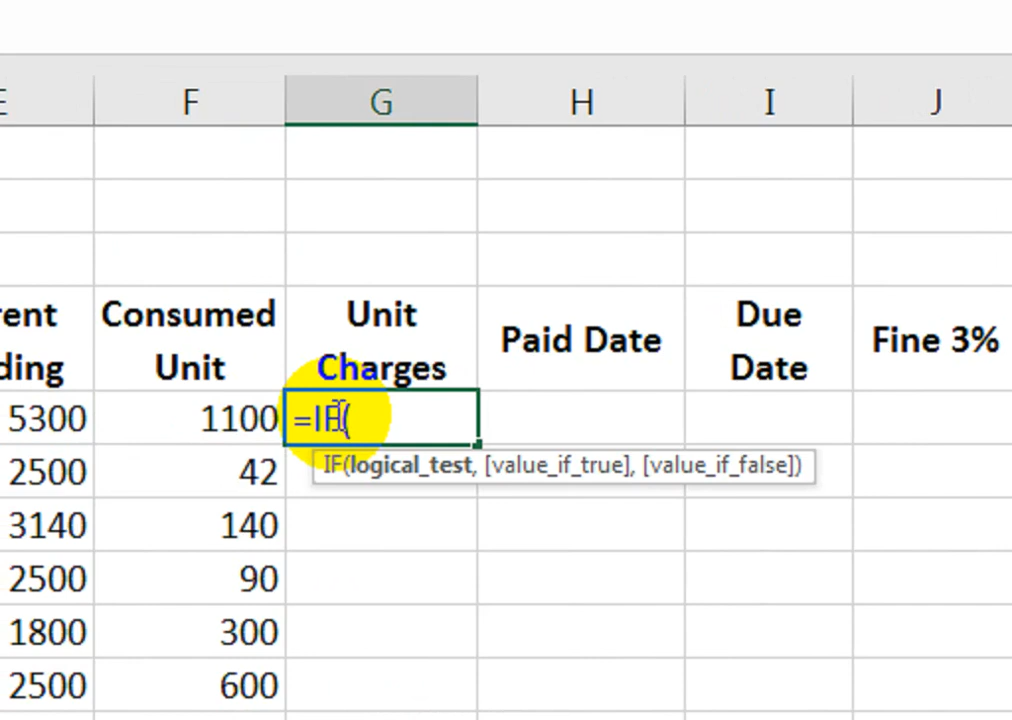 E F G H I J
rent Consumed Unit Paid Date Due Fine 3%
ding Unit Charges Date
5300 1100 =IF(
IF(logical_test, [value_if_true], [value_if_false])
2500 42
3140 140
2500 90
1800 300
2500 600